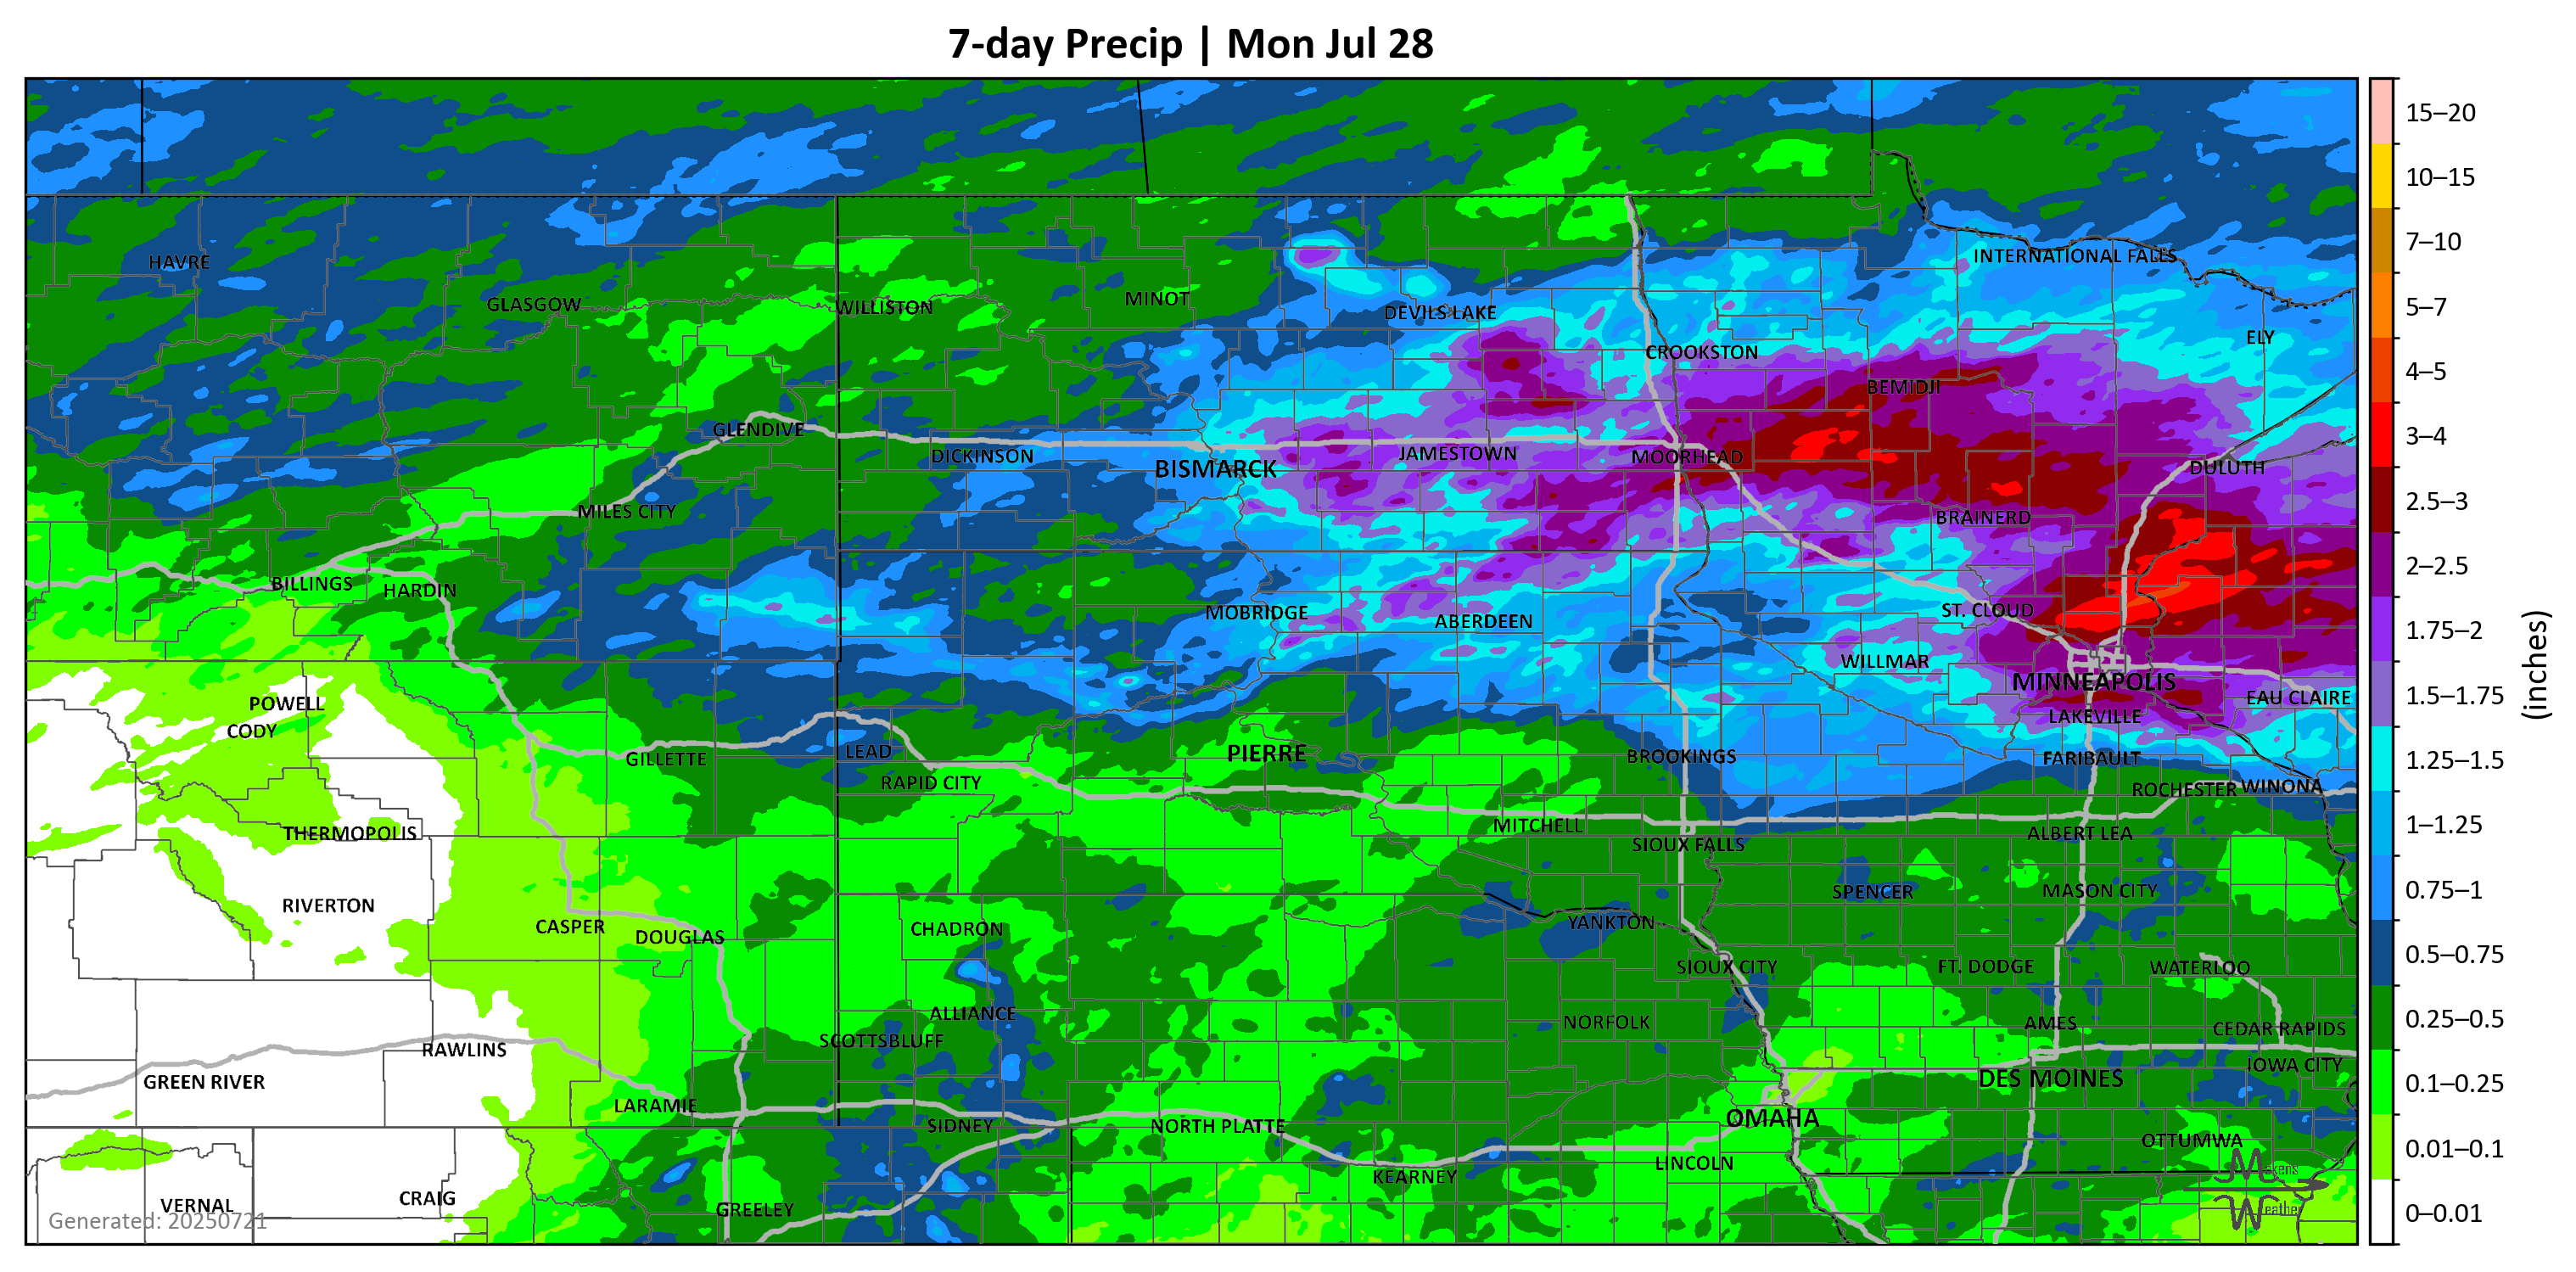 7-day Precip | Mon Jul 28
HAVRE
INTERNATIONAL FALLS
GLASGOW
WILLISTON
MINOT
DEVILS LAKE
ELY
CROOKSTON
BEMIDJI
GLENDIVE
DICKINSON
BISMARCK
JAMESTOWN
MOORHEAD
DULUTH
MILES CITY
BRAINERD
BILLINGS
HARDIN
MOBRIDGE
ABERDEEN
ST. CLOUD
WILLMAR
MINNEAPOLIS
EAU CLAIRE
POWELL
CODY
LAKEVILLE
GILLETTE
LEAD
PIERRE
BROOKINGS
FARIBAULT
RAPID CITY
ROCHESTER
WINONA
THERMOPOLIS
MITCHELL
ALBERT LEA
SIOUX FALLS
RIVERTON
SPENCER
MASON CITY
CASPER
DOUGLAS
CHADRON
YANKTON
SIOUX CITY
FT. DODGE
WATERLOO
ALLIANCE
NORFOLK
AMES
CEDAR RAPIDS
SCOTTSBLUFF
RAWLINS
IOWA CITY
GREEN RIVER
DES MOINES
LARAMIE
OMAHA
SIDNEY
NORTH PLATTE
OTTUMWA
LINCOLN
KEARNEY
VERNAL
CRAIG
GREELEY
Generated: 20250721
15–20
10–15
7–10
5–7
4–5
3–4
2.5–3
2–2.5
1.75–2
1.5–1.75
1.25–1.5
1–1.25
0.75–1
0.5–0.75
0.25–0.5
0.1–0.25
0.01–0.1
0–0.01
(inches)